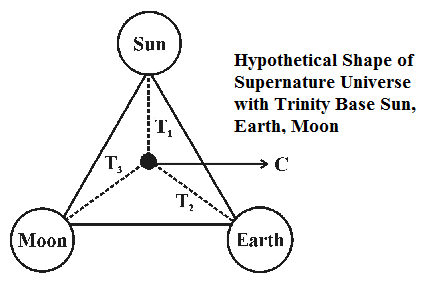 Sun
Hypothetical Shape of
Supernature Universe
with Trinity Base Sun,
Earth, Moon
T₁
T₃
C
T₂
Moon
Earth